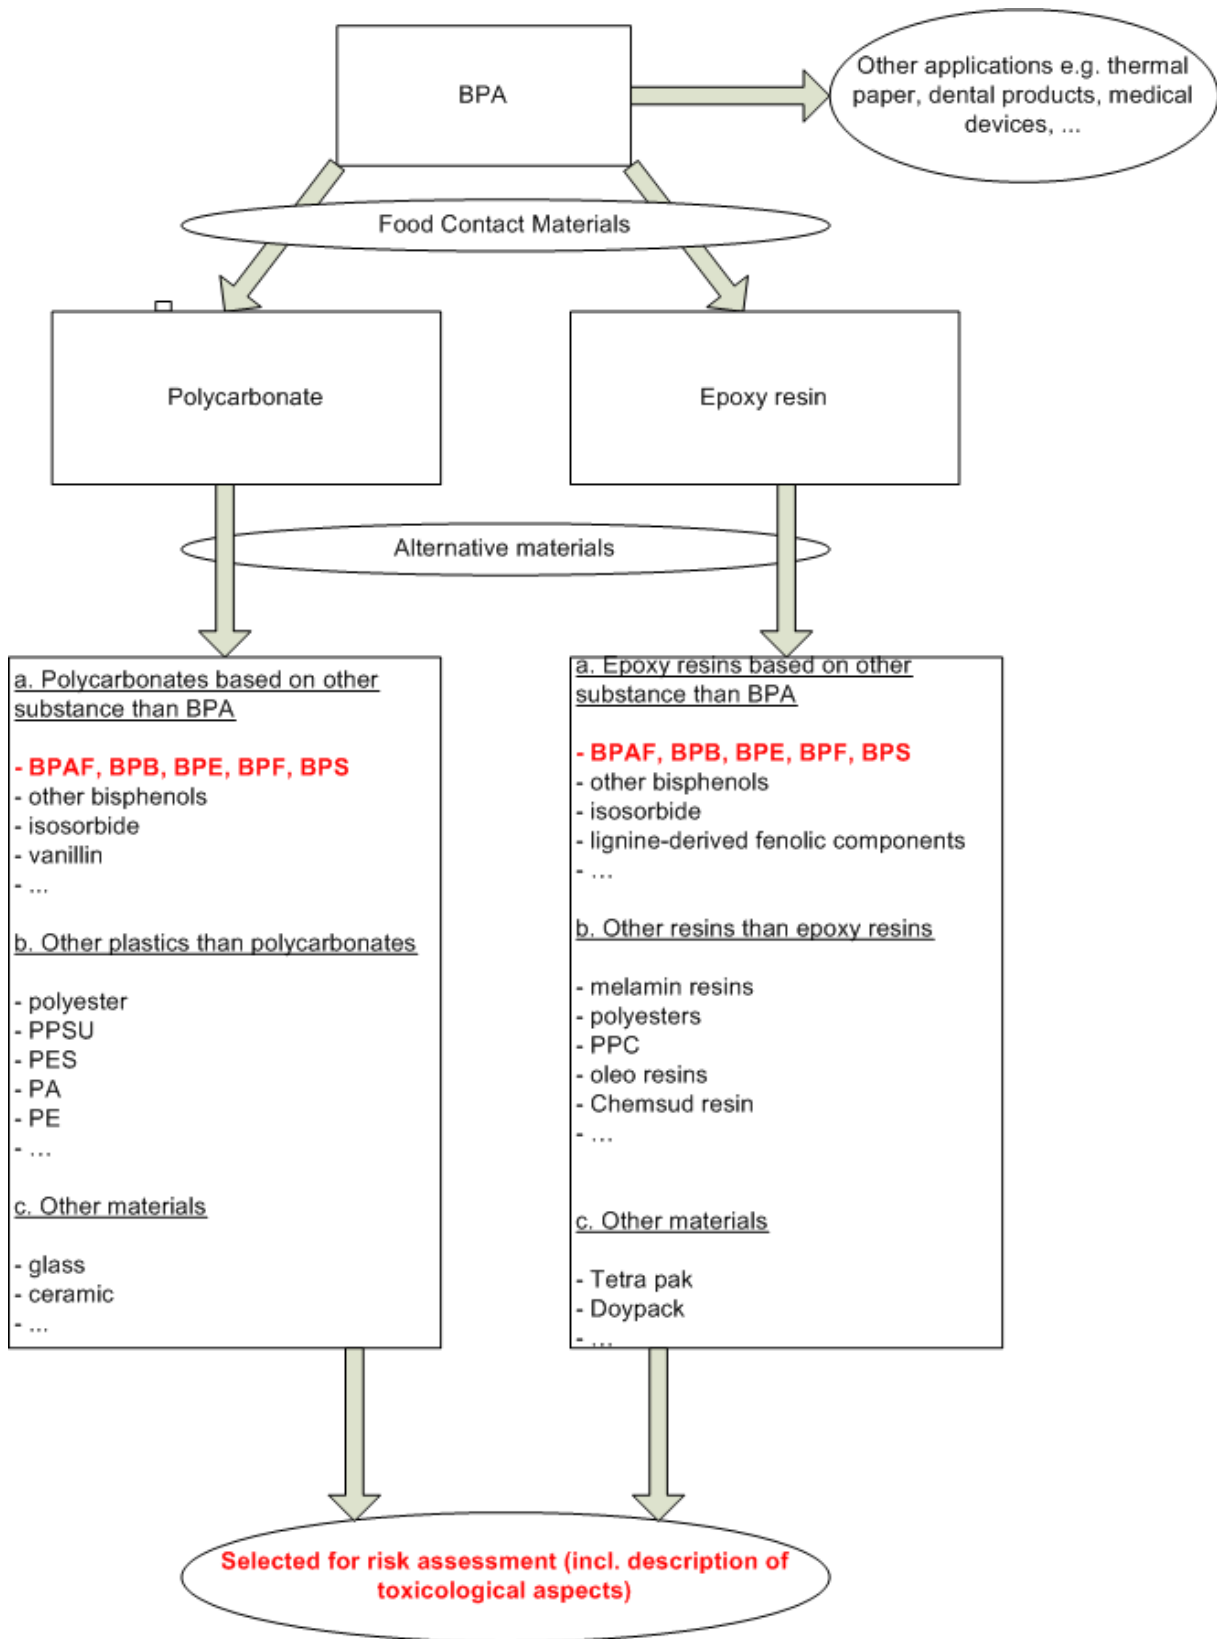 BPA
Other applications e.g. thermal
paper, dental products, medical
devices, ...
Food Contact Materials
Polycarbonate
Epoxy resin
Alternative materials
a. Polycarbonates based on other
substance than BPA
- BPAF, BPB, BPE, BPF, BPS
- other bisphenols
- isosorbide
- vanillin
- ...
b. Other plastics than polycarbonates
- polyester
- PPSU
- PES
- PA
- PE
- ...
c. Other materials
- glass
- ceramic
- ...
a. Epoxy resins based on other
substance than BPA
- BPAF, BPB, BPE, BPF, BPS
- other bisphenols
- isosorbide
- lignine-derived fenolic components
- ...
b. Other resins than epoxy resins
- melamin resins
- polyesters
- PPC
- oleo resins
- Chemsud resin
- ...
c. Other materials
- Tetra pak
- Doypack
- ...
Selected for risk assessment (incl. description of
toxicological aspects)